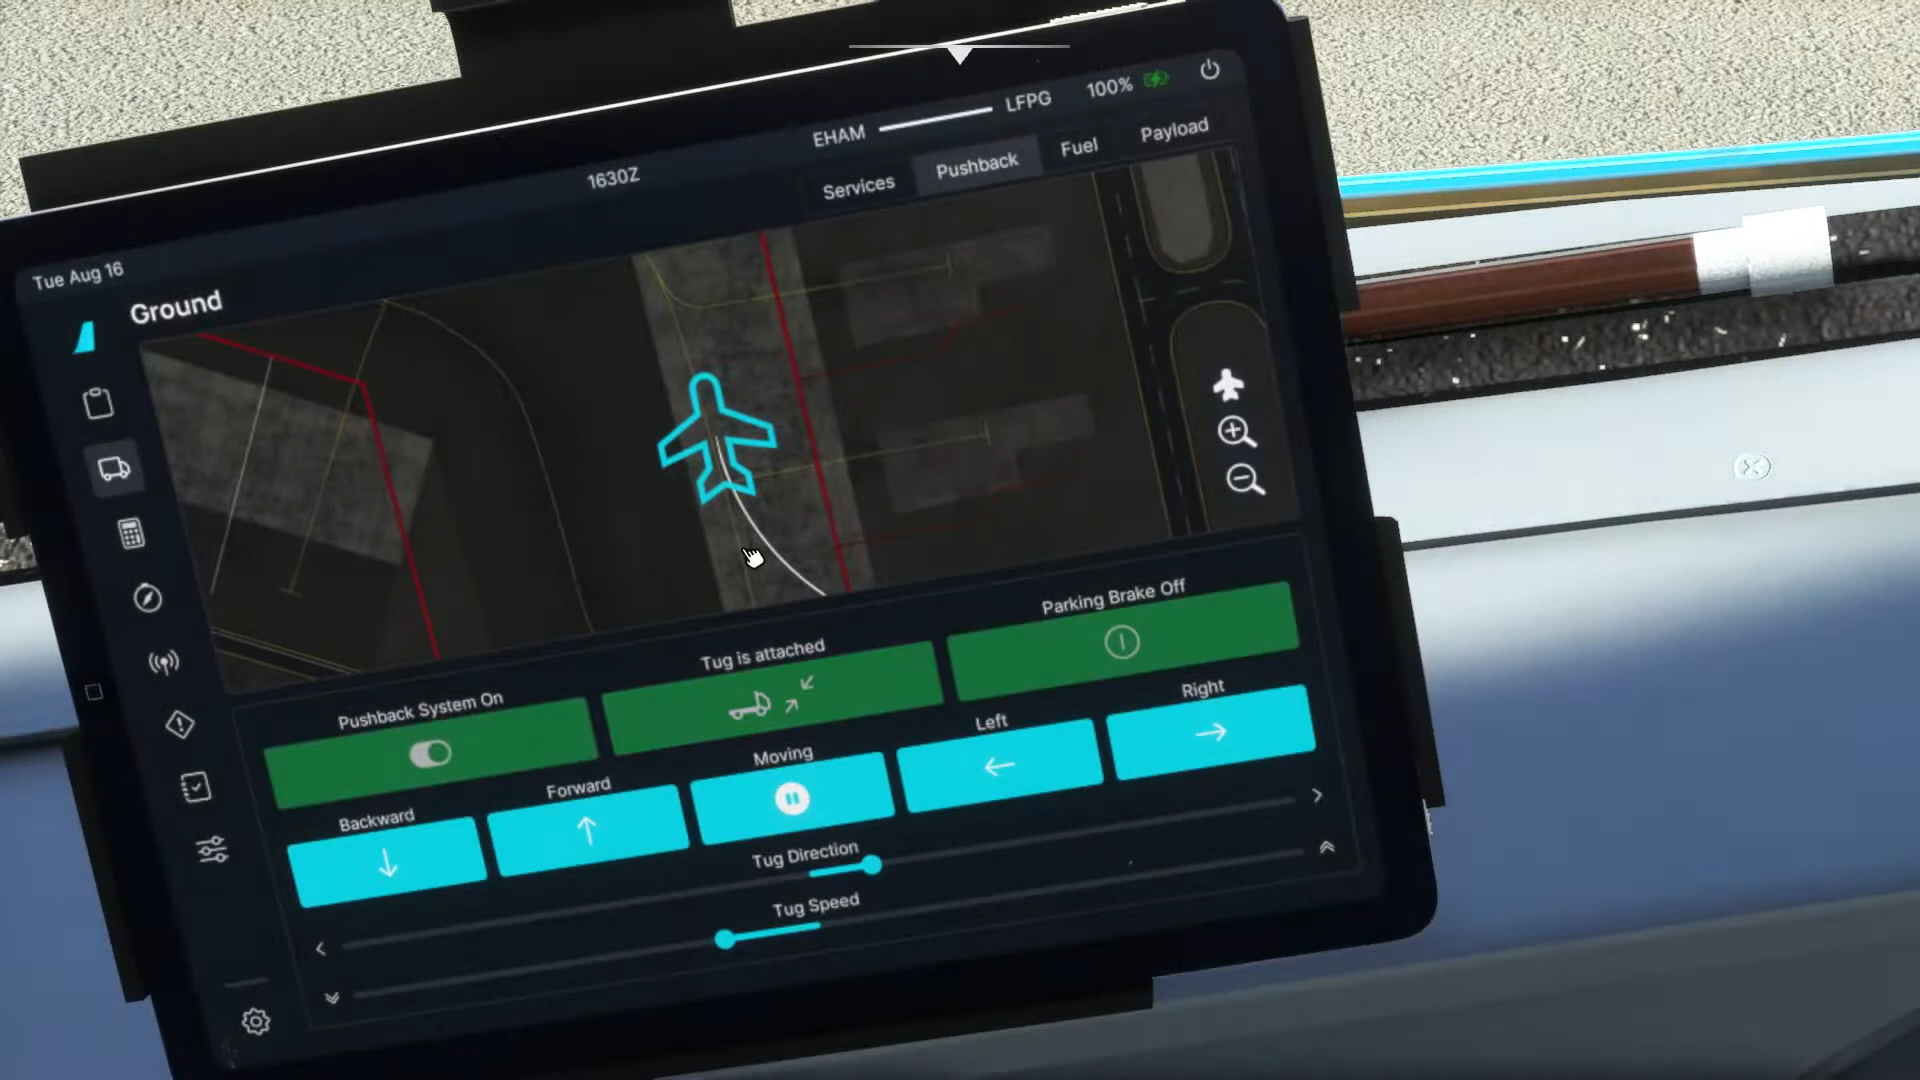 EHAM LFPG 100%
1630Z
Services Pushback Fuel Payload
Tue Aug 16
Ground
Pushback System On
Tug is attached
Parking Brake Off
Backward
Forward
Moving
Left
Right
Tug Direction
Tug Speed